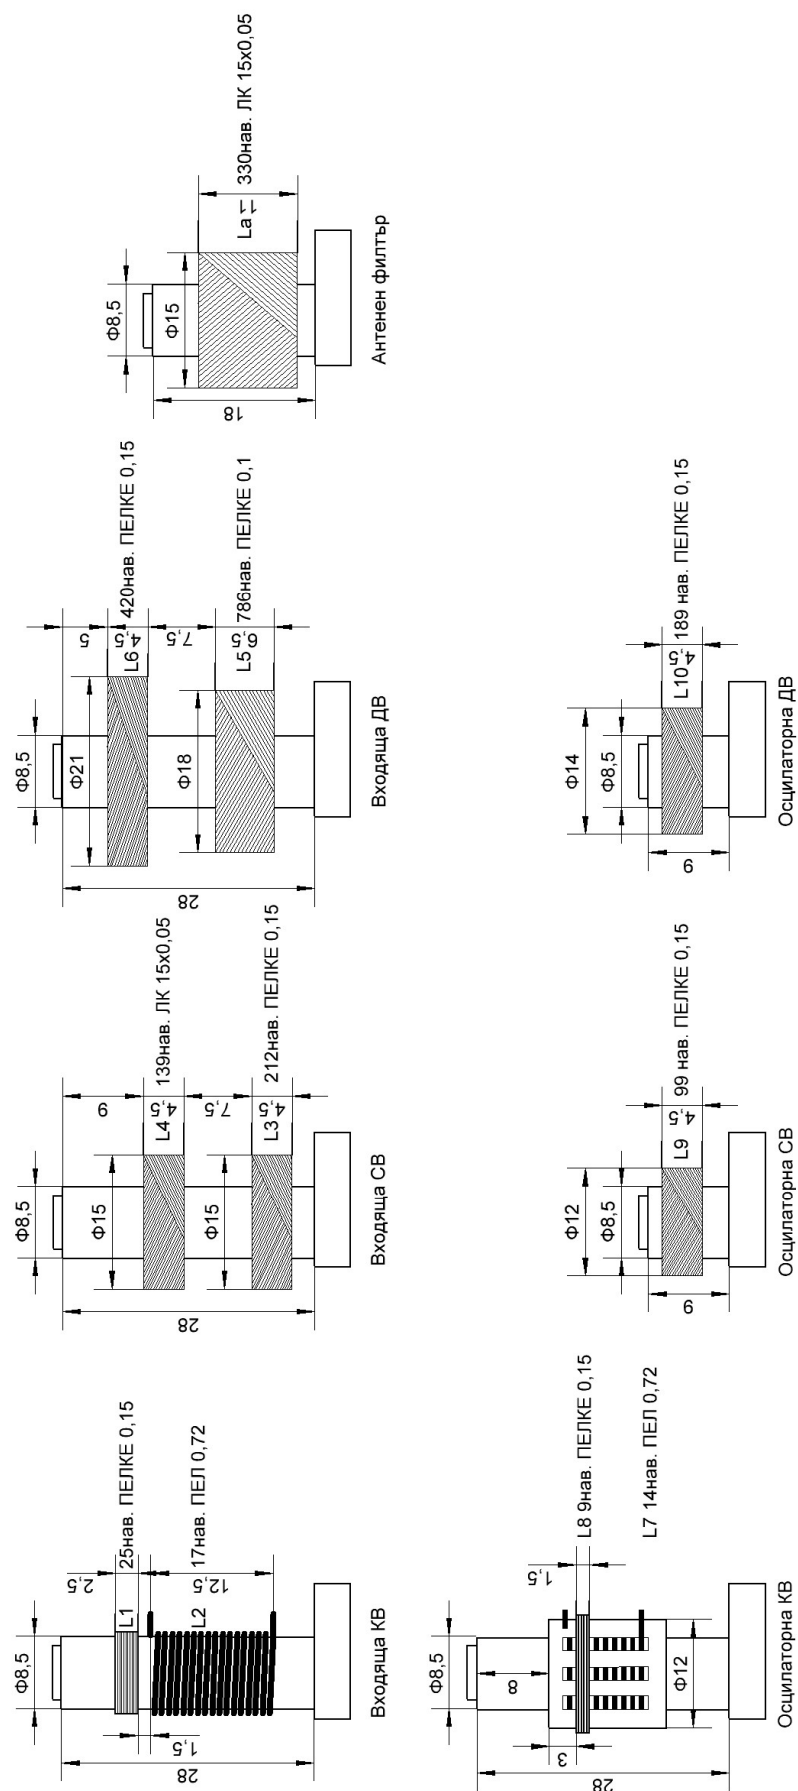 Ф8,5
28
1,5
2,5
12,5
L1
L2
25нав. ПЕЛКЕ 0,15
17нав. ПЕЛ 0,72
Входяща КВ
Ф8,5
Ф15
Ф15
28
9
4,5
7,5
4,5
L4
L3
139нав. ЛК 15x0,05
212нав. ПЕЛКЕ 0,15
Входяща СВ
Ф8,5
Ф21
Ф18
28
5
4,5
7,5
6,5
L6
L5
420нав. ПЕЛКЕ 0,15
786нав. ПЕЛКЕ 0,1
Входяща ДВ
Ф8,5
Ф15
18
La
11
330нав. ЛК 15x0,05
Антенен филтър
Ф8,5
8
3
28
Ф12
1,5
L8 9нав. ПЕЛКЕ 0,15
L7 14нав. ПЕЛ 0,72
Осцилаторна КВ
Ф12
Ф8,5
9
L9
4,5
99 нав. ПЕЛКЕ 0,15
Осцилаторна СВ
Ф14
Ф8,5
9
L10
4,5
189 нав. ПЕЛКЕ 0,15
Осцилаторна ДВ